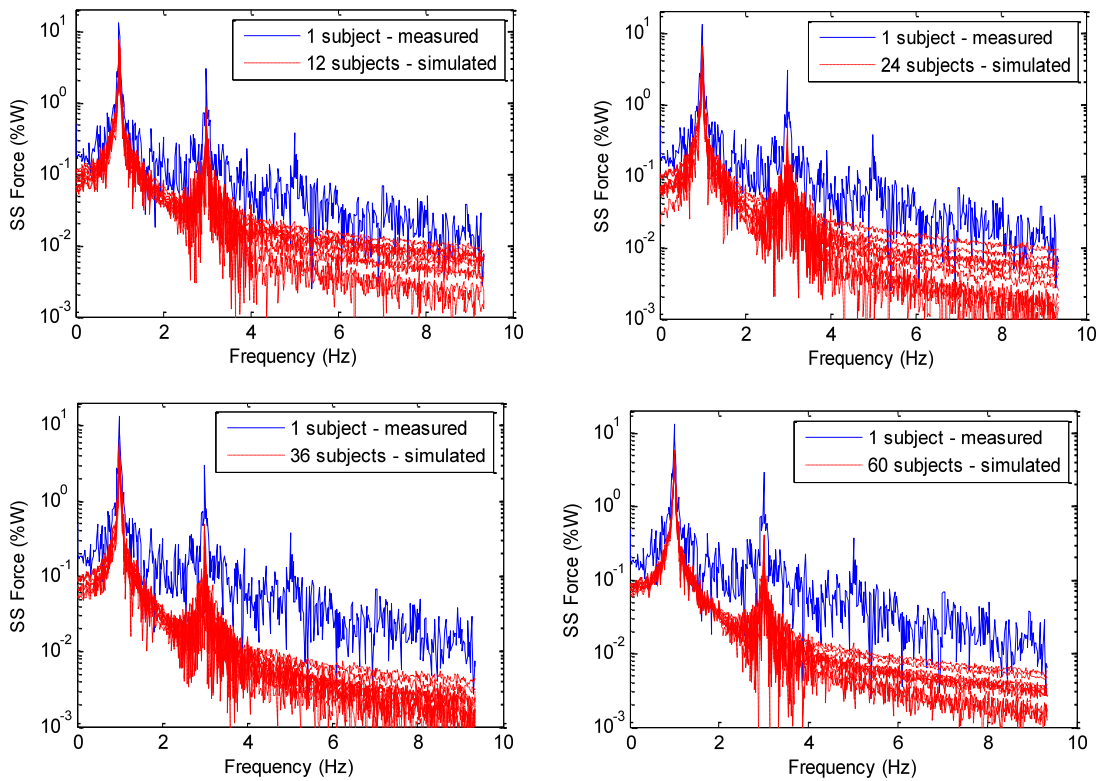 1 subject - measured
12 subjects - simulated
SS Force (%W)
10^1
10^0
10^-1
10^-2
10^-3
0 2 4 6 8 10
Frequency (Hz)
1 subject - measured
24 subjects - simulated
SS Force (%W)
10^1
10^0
10^-1
10^-2
10^-3
0 2 4 6 8 10
Frequency (Hz)
1 subject - measured
36 subjects - simulated
SS Force (%W)
10^1
10^0
10^-1
10^-2
10^-3
0 2 4 6 8 10
Frequency (Hz)
1 subject - measured
60 subjects - simulated
SS Force (%W)
10^1
10^0
10^-1
10^-2
10^-3
0 2 4 6 8 10
Frequency (Hz)